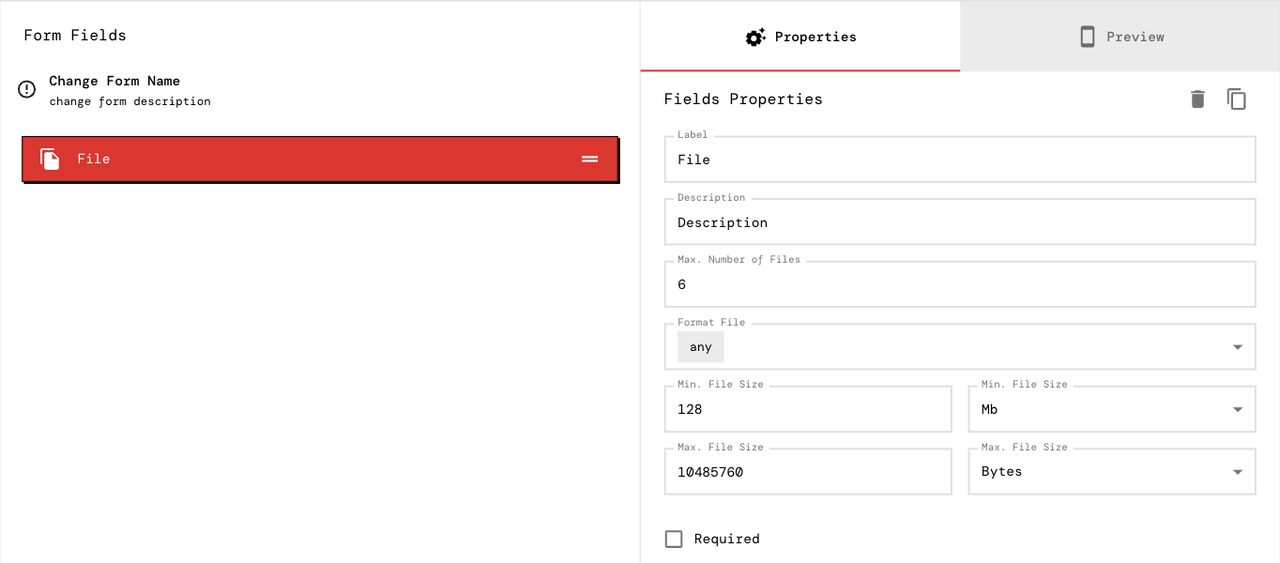 Form Fields
Change Form Name
change form description
File
Properties
Preview
Fields Properties
Label
File
Description
Description
Max. Number of Files
6
Format File
any
Min. File Size
128
Min. File Size
Mb
Max. File Size
10485760
Max. File Size
Bytes
Required